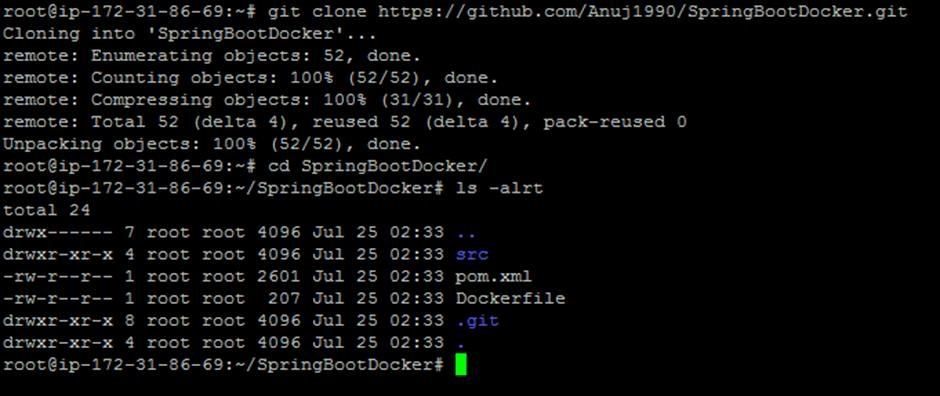 root@ip-172-31-86-69:~# git clone https://github.com/Anuj1990/SpringBootDocker.git
Cloning into 'SpringBootDocker'...
remote: Enumerating objects: 52, done.
remote: Counting objects: 100% (52/52), done.
remote: Compressing objects: 100% (31/31), done.
remote: Total 52 (delta 4), reused 52 (delta 4), pack-reused 0
Unpacking objects: 100% (52/52), done.
root@ip-172-31-86-69:~# cd SpringBootDocker/
root@ip-172-31-86-69:~/SpringBootDocker# ls -alrt
total 24
drwx------ 7 root root 4096 Jul 25 02:33 ..
drwxr-xr-x 4 root root 4096 Jul 25 02:33 src
-rw-r--r-- 1 root root 2601 Jul 25 02:33 pom.xml
-rw-r--r-- 1 root root  207 Jul 25 02:33 Dockerfile
drwxr-xr-x 8 root root 4096 Jul 25 02:33 .git
drwxr-xr-x 4 root root 4096 Jul 25 02:33 .
root@ip-172-31-86-69:~/SpringBootDocker#